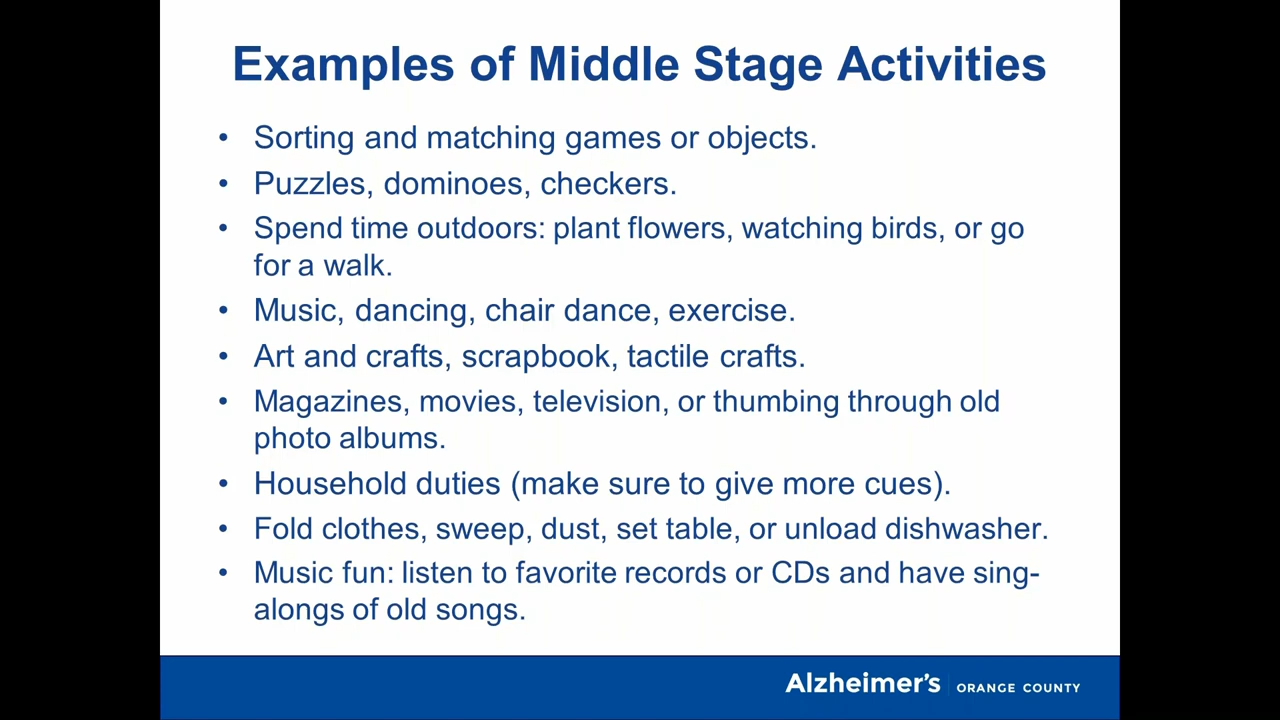 Examples of Middle Stage Activities
• Sorting and matching games or objects.
• Puzzles, dominoes, checkers.
• Spend time outdoors: plant flowers, watching birds, or go
for a walk.
• Music, dancing, chair dance, exercise.
• Art and crafts, scrapbook, tactile crafts.
• Magazines, movies, television, or thumbing through old
photo albums.
• Household duties (make sure to give more cues).
• Fold clothes, sweep, dust, set table, or unload dishwasher.
• Music fun: listen to favorite records or CDs and have sing-
alongs of old songs.
Alzheimer's ORANGE COUNTY